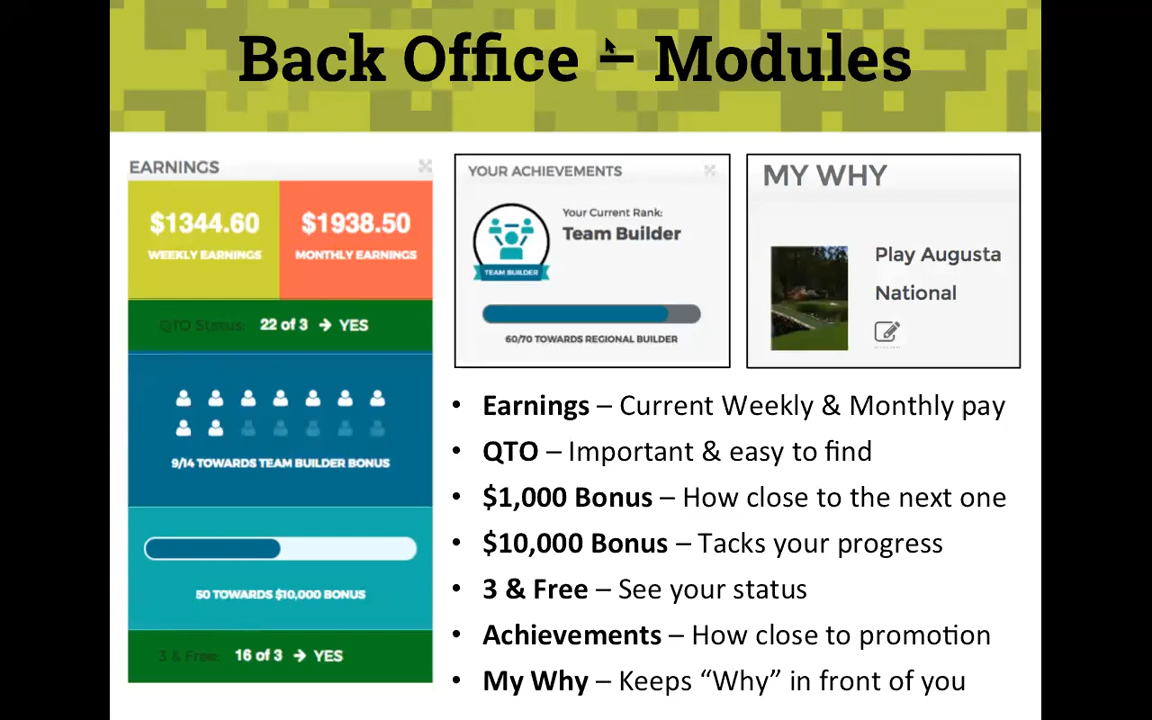 Back Office – Modules
EARNINGS
$1344.60
WEEKLY EARNINGS
$1938.50
MONTHLY EARNINGS
QTO Status: 22 of 3 → YES
9/14 TOWARDS TEAM BUILDER BONUS
50 TOWARDS $10,000 BONUS
3 & Free: 16 of 3 → YES
YOUR ACHIEVEMENTS
Your Current Rank:
Team Builder
TEAM BUILDER
60/70 TOWARDS REGIONAL BUILDER
MY WHY
Play Augusta
National
• Earnings – Current Weekly & Monthly pay
• QTO – Important & easy to find
• $1,000 Bonus – How close to the next one
• $10,000 Bonus – Tacks your progress
• 3 & Free – See your status
• Achievements – How close to promotion
• My Why – Keeps “Why” in front of you